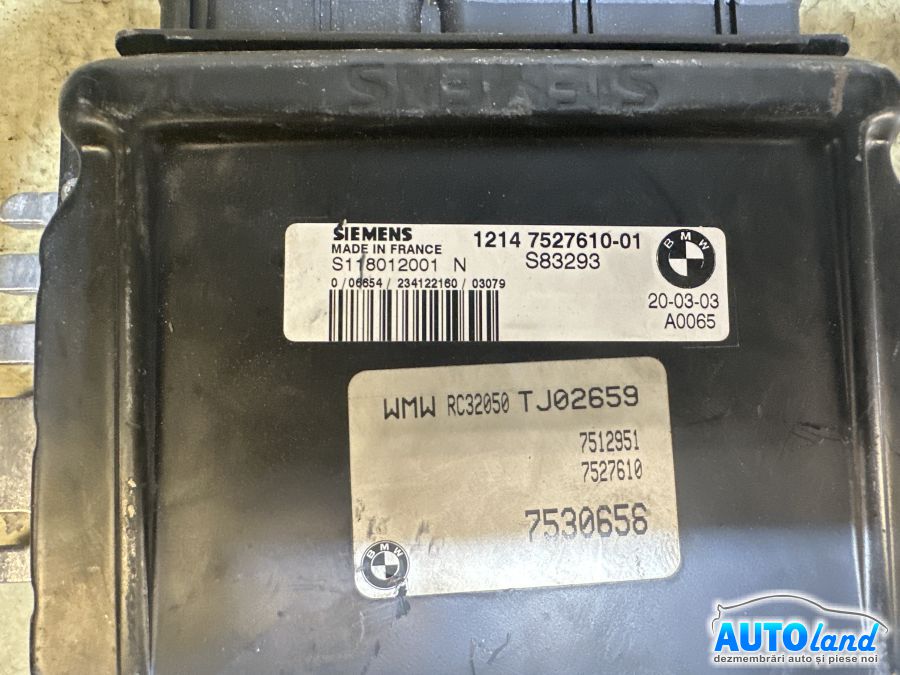 SIEMENS
SIEMENS
MADE IN FRANCE
S118012001 N
0 / 06654 / 234122160 / 03079
1214 7527610-01
S83293
BMW
20-03-03
A0065
WMW RC32050 TJ02659
7512951
7527610
7530656
BMW
AUTOland
dezmembrări auto și piese noi